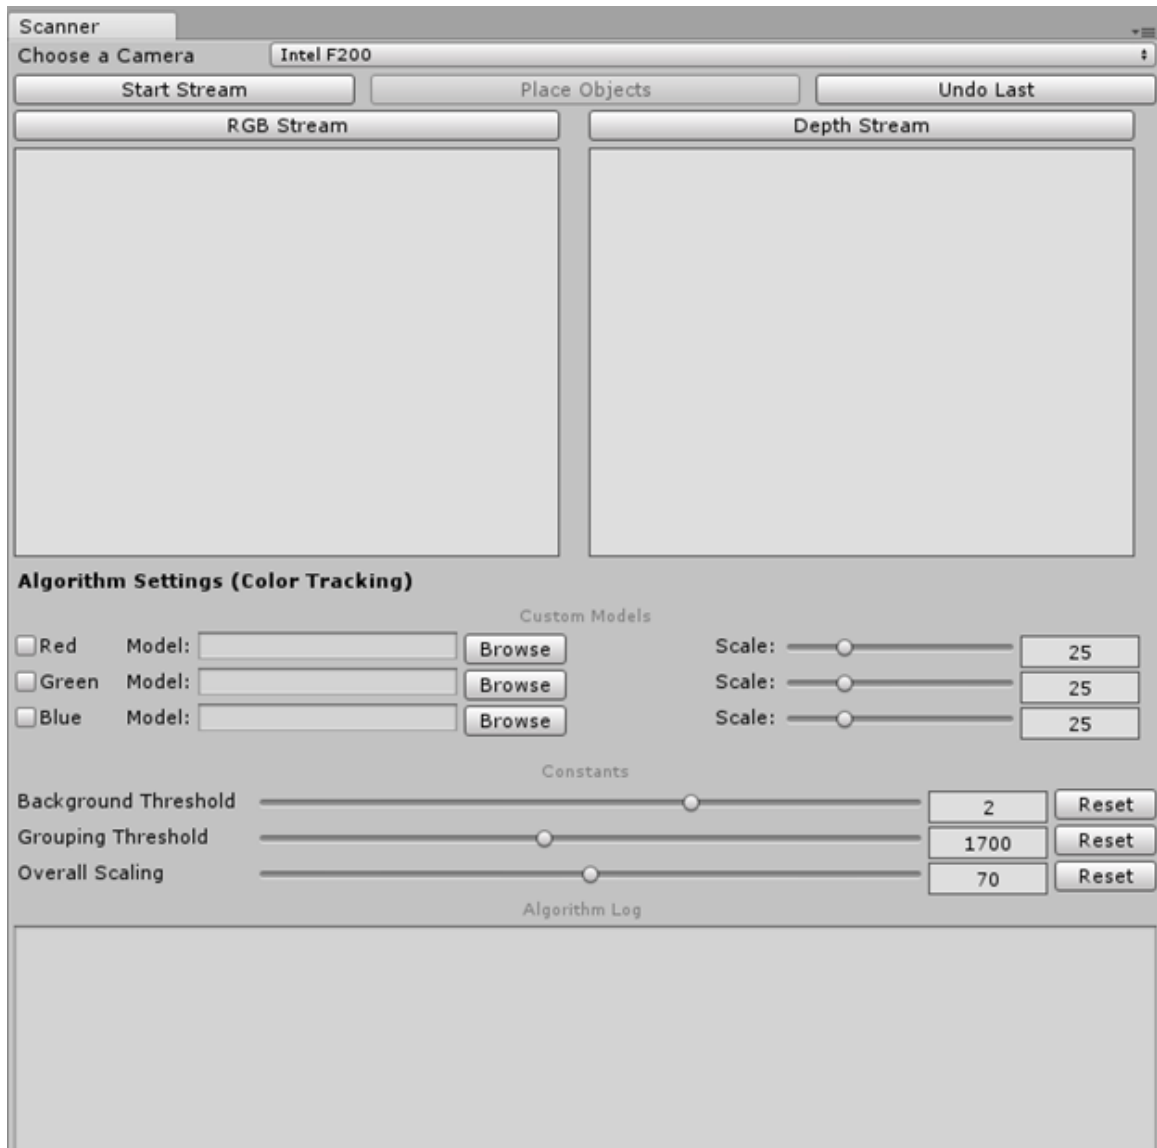 Scanner
Choose a Camera Intel F200
Start Stream Place Objects Undo Last
RGB Stream Depth Stream
Algorithm Settings (Color Tracking)
Custom Models
Red Model: Browse Scale: 25
Green Model: Browse Scale: 25
Blue Model: Browse Scale: 25
Constants
Background Threshold 2 Reset
Grouping Threshold 1700 Reset
Overall Scaling 70 Reset
Algorithm Log